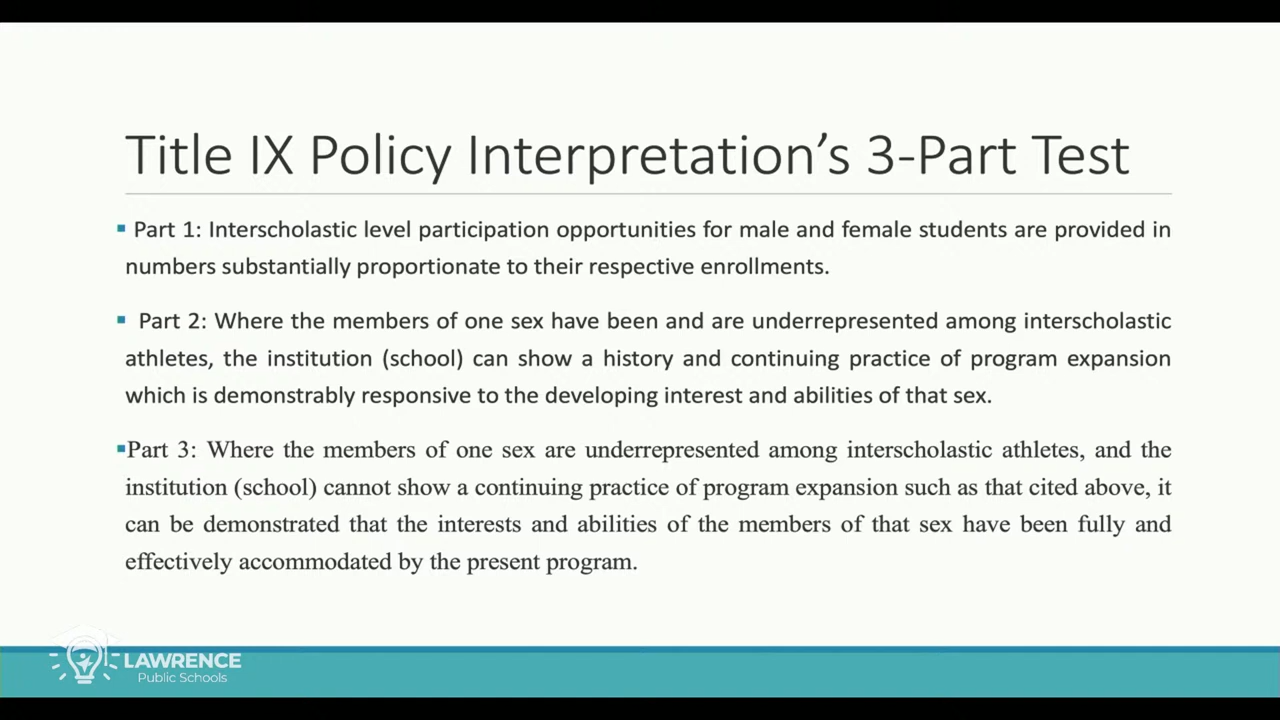 Title IX Policy Interpretation’s 3-Part Test
▪ Part 1: Interscholastic level participation opportunities for male and female students are provided in
numbers substantially proportionate to their respective enrollments.
▪ Part 2: Where the members of one sex have been and are underrepresented among interscholastic
athletes, the institution (school) can show a history and continuing practice of program expansion
which is demonstrably responsive to the developing interest and abilities of that sex.
▪Part 3: Where the members of one sex are underrepresented among interscholastic athletes, and the
institution (school) cannot show a continuing practice of program expansion such as that cited above, it
can be demonstrated that the interests and abilities of the members of that sex have been fully and
effectively accommodated by the present program.
LAWRENCE
Public Schools